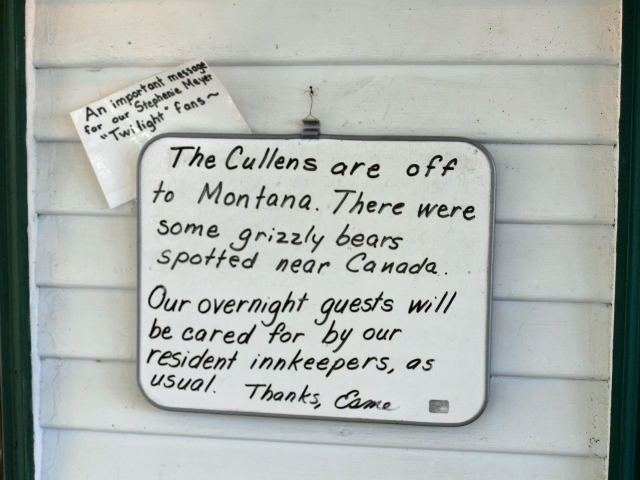 An important message
for our Stephenie Meyer
"Twilight" fans~
The Cullens are off
to Montana. There were
some grizzly bears
spotted near Canada.
Our overnight guests will
be cared for by our
resident innkeepers, as
usual. Thanks, Esme